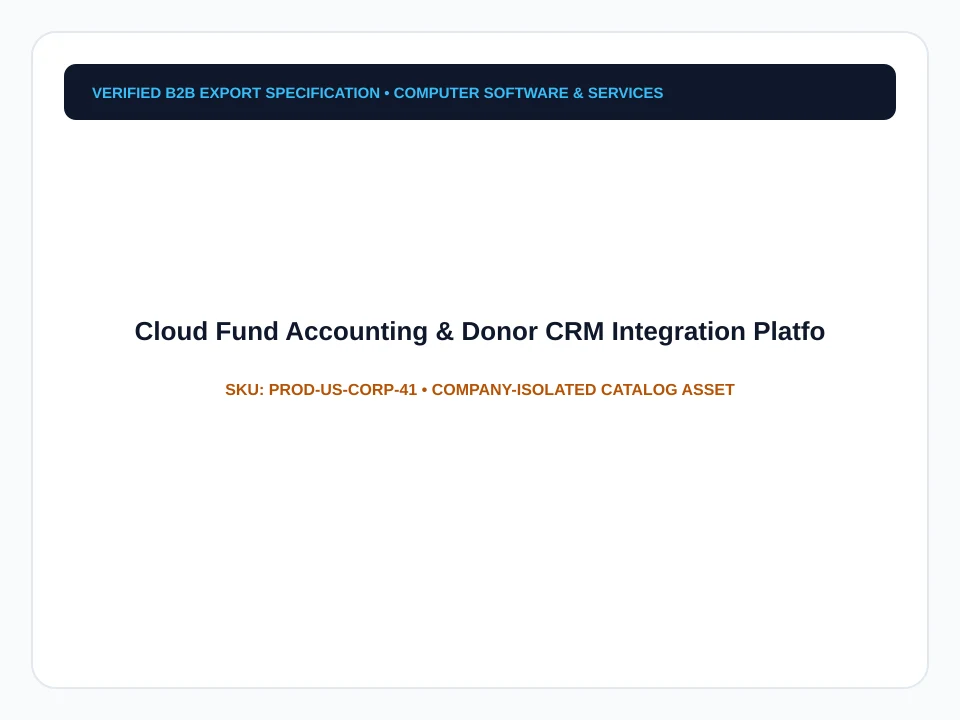 VERIFIED B2B EXPORT SPECIFICATION • COMPUTER SOFTWARE & SERVICES
Cloud Fund Accounting & Donor CRM Integration Platfo
SKU: PROD-US-CORP-41 • COMPANY-ISOLATED CATALOG ASSET